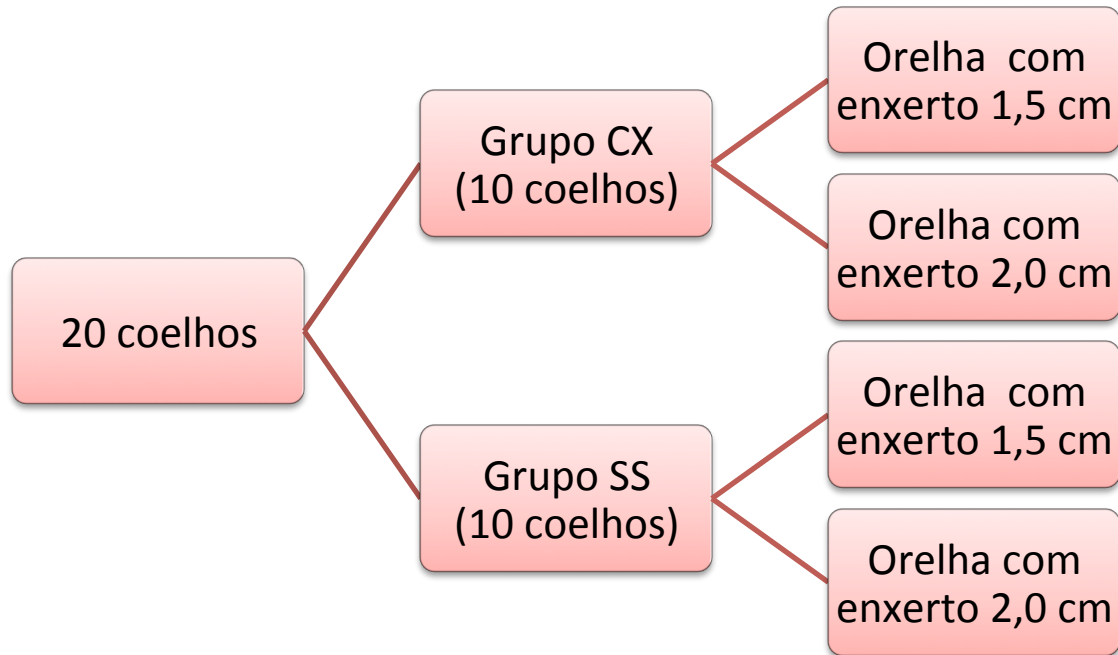 20 coelhos
Grupo CX
(10 coelhos)
Orelha com
enxerto 1,5 cm
Orelha com
enxerto 2,0 cm
Grupo SS
(10 coelhos)
Orelha com
enxerto 1,5 cm
Orelha com
enxerto 2,0 cm